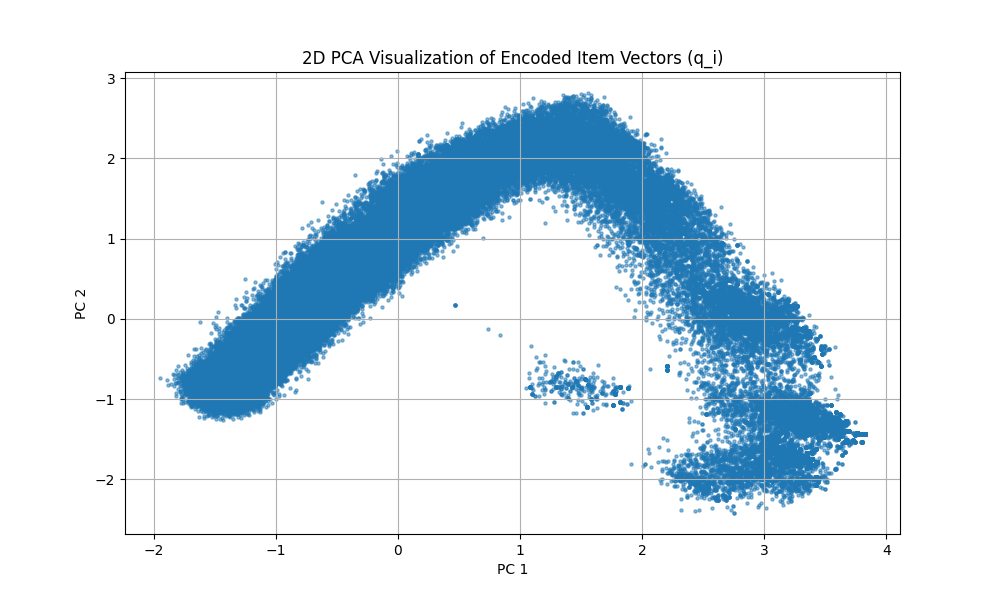 2D PCA Visualization of Encoded Item Vectors (q_i)
3
2
1
0
−1
−2
PC 2
−2 −1 0 1 2 3 4
PC 1